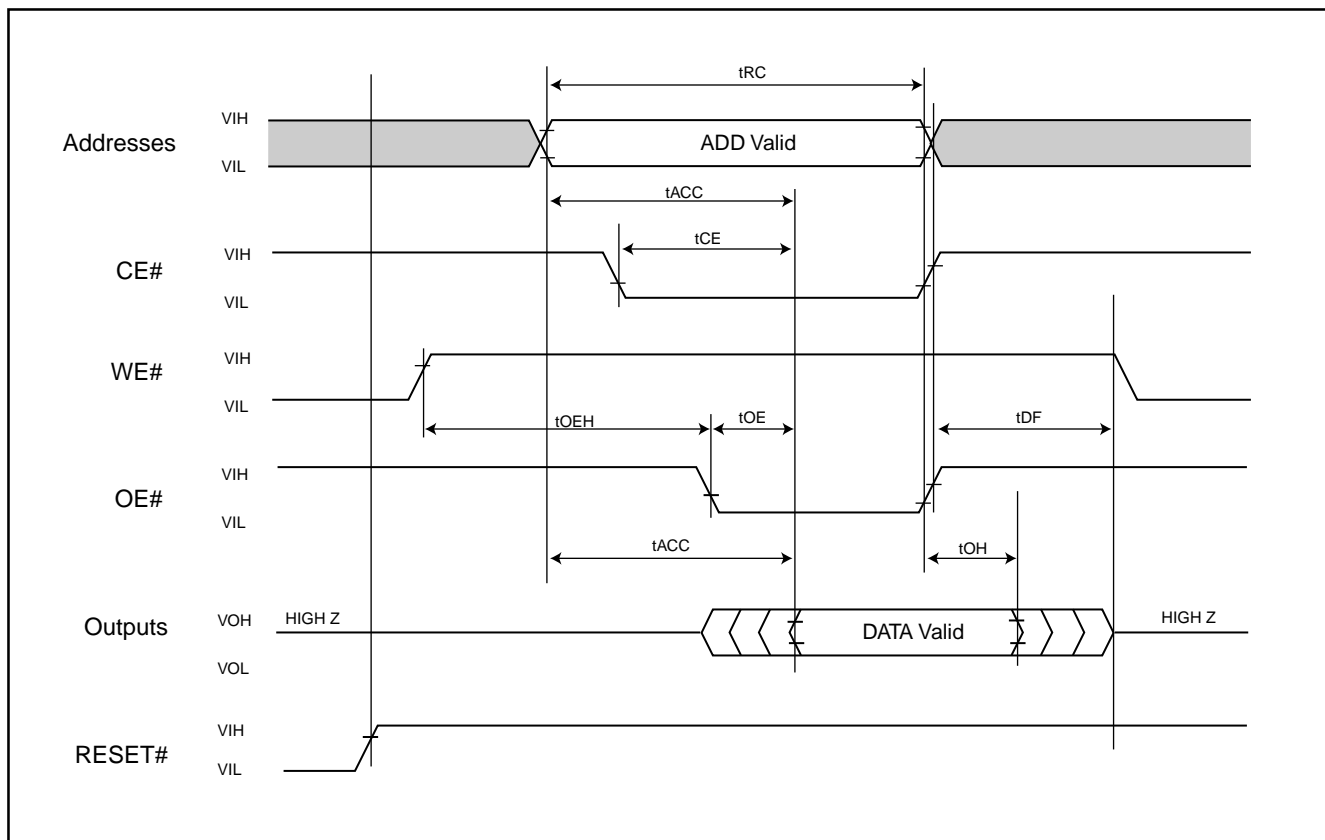 tRC
VIH
Addresses
ADD Valid
VIL
tACC
tCE
VIH
CE#
VIL
VIH
WE#
VIL
tOEH
tOE
tDF
VIH
OE#
VIL
tACC
tOH
VOH
HIGH Z
Outputs
DATA Valid
HIGH Z
VOL
VIH
RESET#
VIL